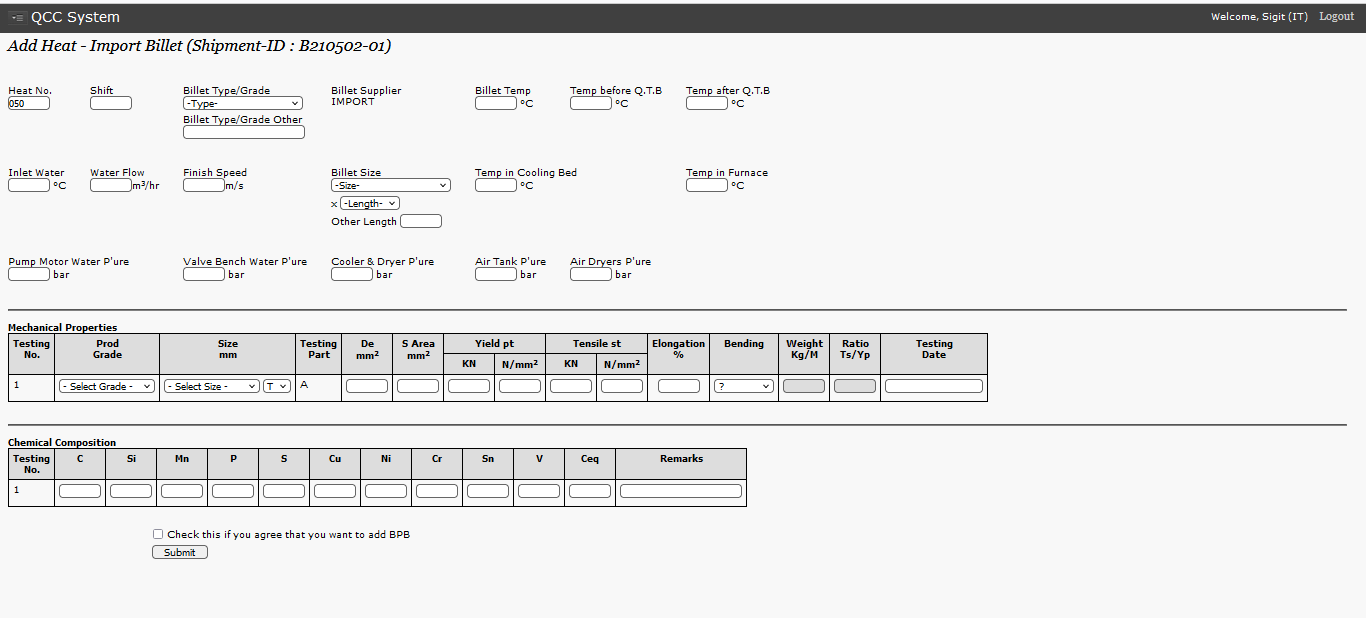 QCC System
Welcome, Sigit (IT) Logout
Add Heat - Import Billet (Shipment-ID : B210502-01)
Heat No. Shift Billet Type/Grade Billet Supplier Billet Temp Temp before Q.T.B Temp after Q.T.B
050 -Type- IMPORT °C °C °C
Billet Type/Grade Other
Inlet Water Water Flow Finish Speed Billet Size Temp in Cooling Bed Temp in Furnace
°C m³/hr m/s -Size- °C °C
x -Length-
Other Length
Pump Motor Water P'ure Valve Bench Water P'ure Cooler & Dryer P'ure Air Tank P'ure Air Dryers P'ure
bar bar bar bar bar
Mechanical Properties
Testing No. Prod Grade Size mm Testing Part De mm² S Area mm² Yield pt Tensile st Elongation % Bending Weight Kg/M Ratio Ts/Yp Testing Date
KN N/mm² KN N/mm²
1 - Select Grade - - Select Size - T A ?
Chemical Composition
Testing No. C Si Mn P S Cu Ni Cr Sn V Ceq Remarks
1
Check this if you agree that you want to add BPB
Submit